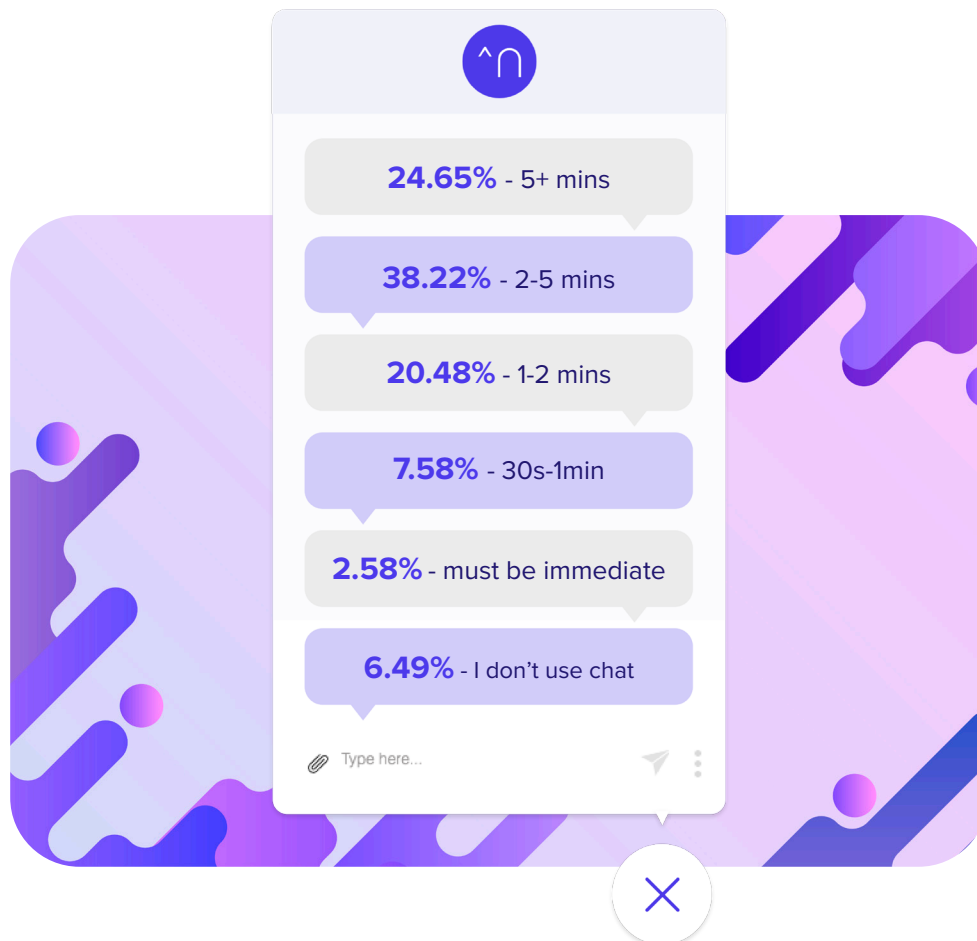 24.65% - 5+ mins
38.22% - 2-5 mins
20.48% - 1-2 mins
7.58% - 30s-1min
2.58% - must be immediate
6.49% - I don’t use chat
Type here...